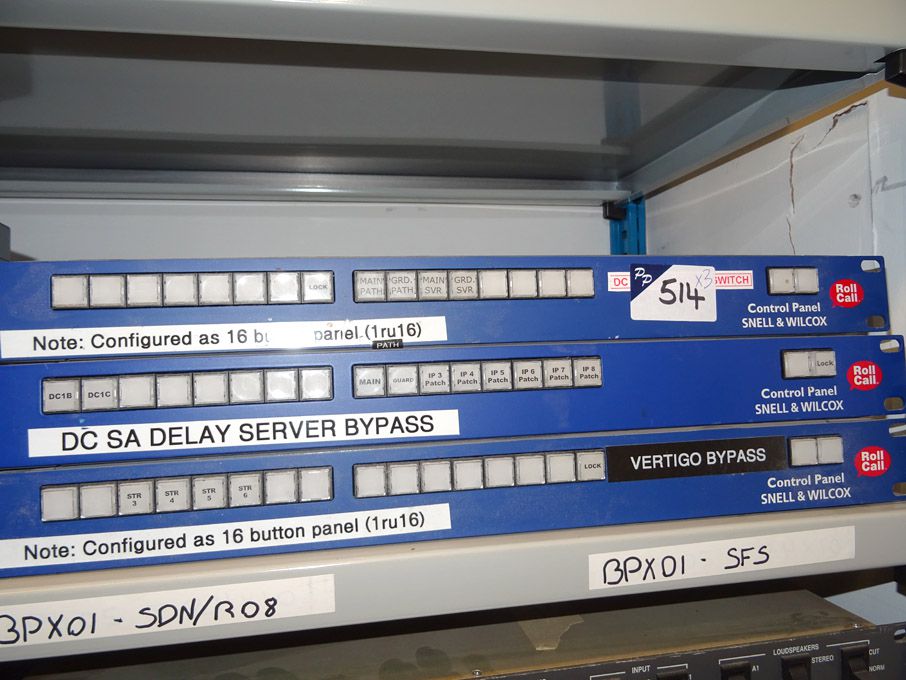 LOCK
MAIN PATH
GRD. PATH
MAIN SVR
GRD. SVR
DC
PP
514
x3
SWITCH
Roll Call
Control Panel
SNELL & WILCOX
Note: Configured as 16 panel (1ru16)
PATH
DC1B
DC1C
MAIN
GUARD
IP 3 Patch
IP 4 Patch
IP 5 Patch
IP 6 Patch
IP 7 Patch
IP 8 Patch
Lock
Roll Call
Control Panel
SNELL & WILCOX
DC SA DELAY SERVER BYPASS
STR 3
STR 4
STR 5
STR 6
LOCK
VERTIGO BYPASS
Roll Call
Control Panel
SNELL & WILCOX
Note: Configured as 16 button panel (1ru16)
BPX01 - SFS
BPX01 - SDN/R08
INPUT
A1
LOUDSPEAKERS
STEREO
CUT
NORM